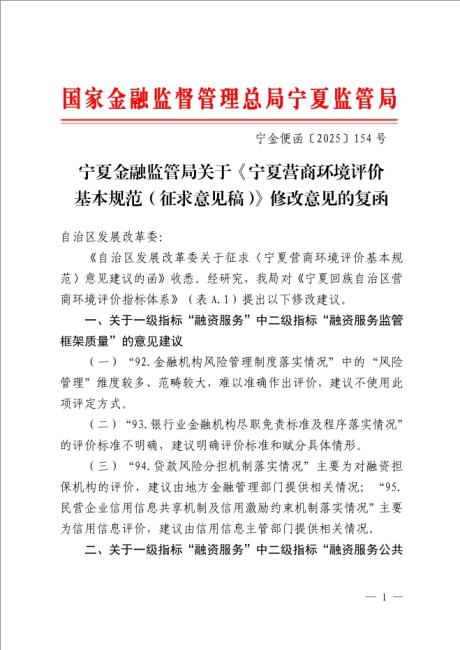 国家金融监督管理总局宁夏监管局
宁金便函〔2025〕154号
宁夏金融监管局关于《宁夏营商环境评价
基本规范（征求意见稿）》修改意见的复函
自治区发展改革委：
《自治区发展改革委关于征求〈宁夏营商环境评价基本规
范〉意见建议的函》收悉。经研究，我局对《宁夏回族自治区营
商环境评价指标体系》（表A.1）提出以下修改建议。
一、关于一级指标“融资服务”中二级指标“融资服务监管
框架质量”的意见建议
（一）“92.金融机构风险管理制度落实情况”中的“风险
管理”维度较多、范畴较大，难以准确作出评价，建议不使用此
项评定方式。
（二）“93.银行业金融机构尽职免责标准及程序落实情况”
的评价标准不明确，建议明确评价标准和赋分具体情形。
（三）“94.贷款风险分担机制落实情况”主要为对融资担
保机构的评价，建议由地方金融管理部门提供相关情况；“95.
民营企业信用信息共享机制及信用激励约束机制落实情况”主要
为信用信息评价，建议由信用信息主管部门提供相关情况。
二、关于一级指标“融资服务”中二级指标“融资服务公共
— 1 —